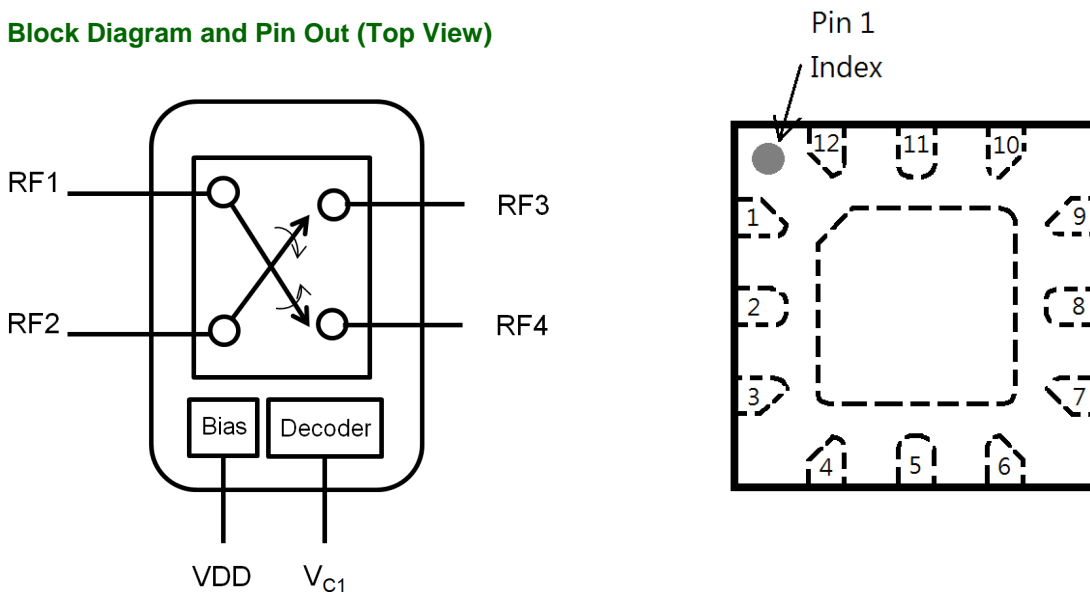 Block Diagram and Pin Out (Top View)
RF1
RF2
RF3
RF4
Bias
Decoder
VDD
VC1
Pin 1
Index
12
11
10
1
9
2
8
3
7
4
5
6